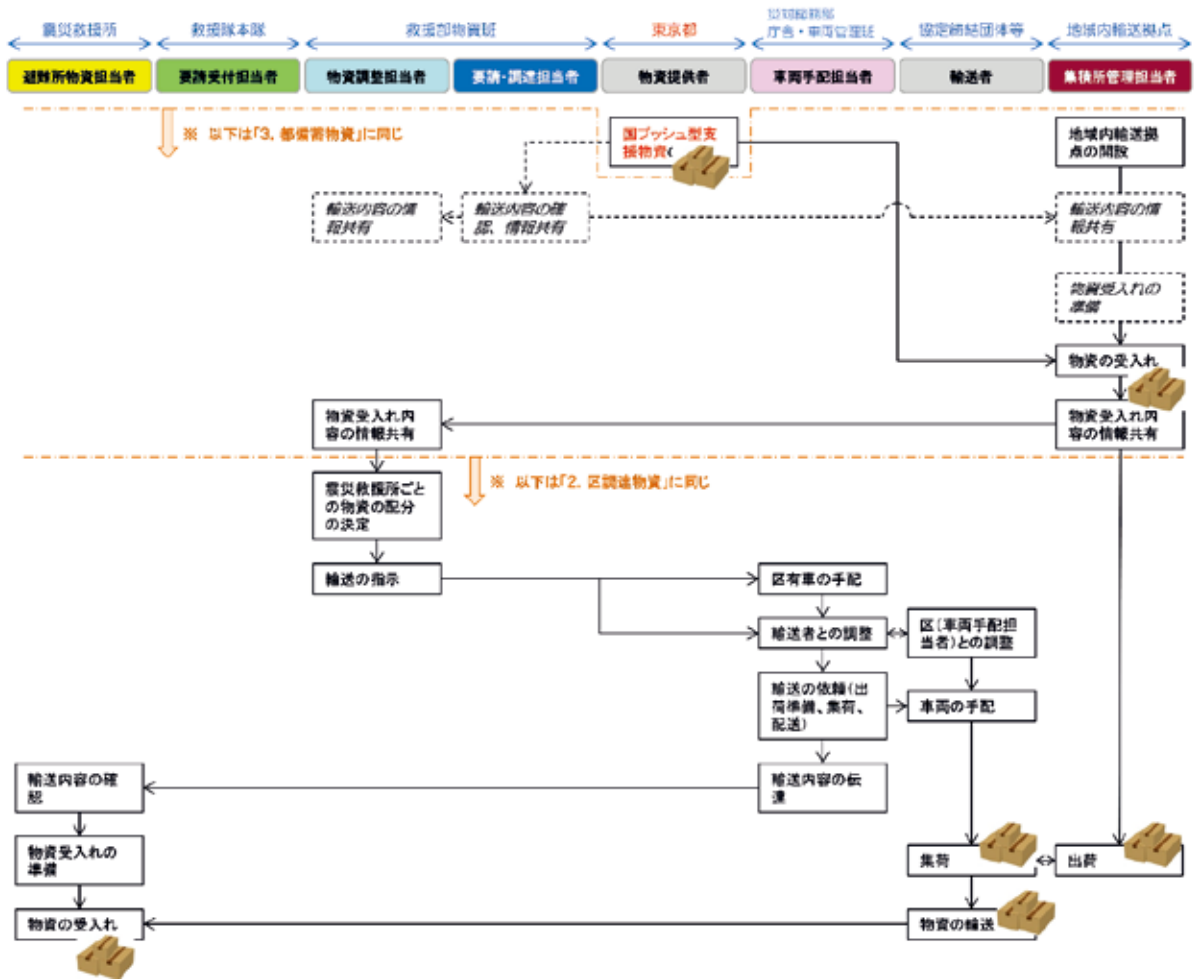 震災救援所
救援隊本隊
救援部物資班
東京都
災対総務部
庁舎・車両管理班
協定締結団体等
地域内輸送拠点
避難所物資担当者
要請受付担当者
物資調整担当者
要請・調達担当者
物資提供者
車両手配担当者
輸送者
集積所管理担当者
※ 以下は「3. 都備蓄物資」に同じ
国プッシュ型支
援物資の
地域内輸送拠
点の開設
輸送内容の情
報共有
輸送内容の確
認、情報共有
輸送内容の情
報共有
物資受入れの
準備
物資の受入れ
物資受入れ内
容の情報共有
物資受入れ内
容の情報共有
※ 以下は「2. 区調達物資」に同じ
震災救援所ごと
の物資の配分
の決定
輸送の指示
区有車の手配
輸送者との調整
区(車両手配担
当者)との調整
輸送の依頼(出
荷準備、集荷、
配送)
車両の手配
輸送内容の確
認
輸送内容の伝
達
物資受入れの
準備
集荷
出荷
物資の受入れ
物資の輸送